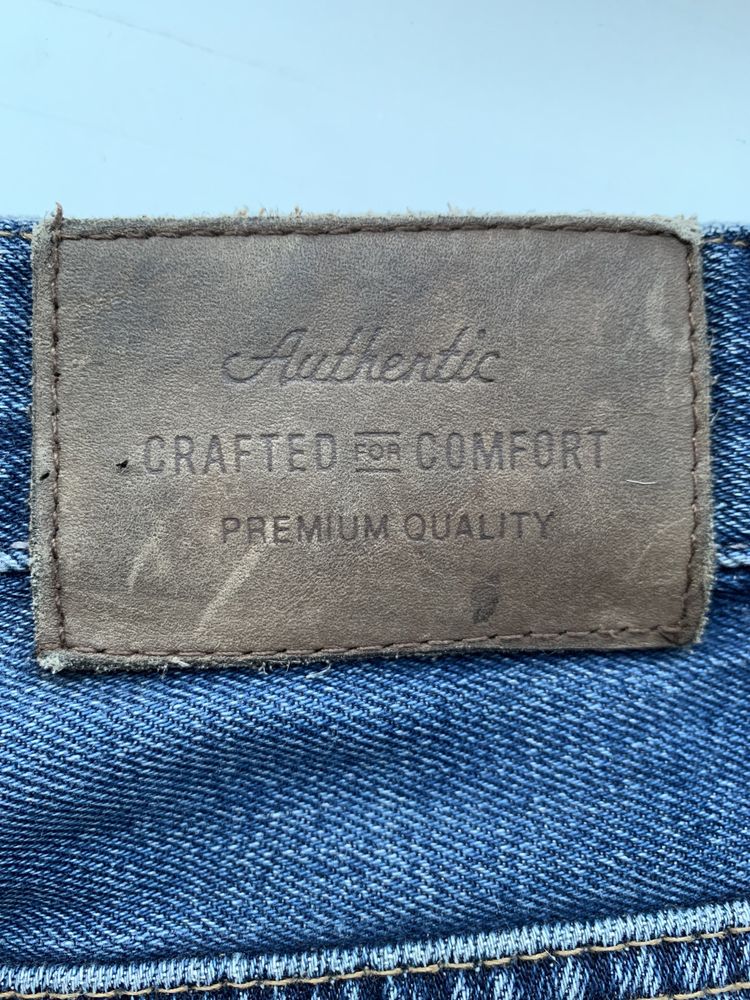 Authentic
CRAFTED FOR COMFORT
PREMIUM QUALITY